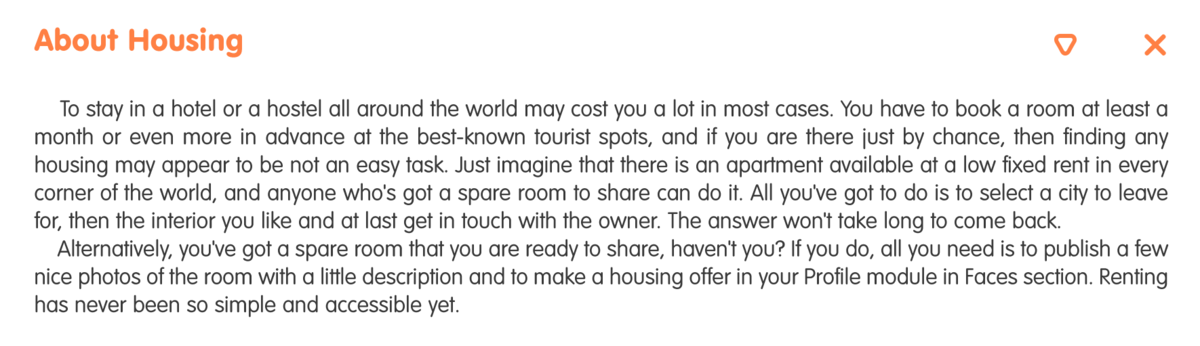 About Housing
To stay in a hotel or a hostel all around the world may cost you a lot in most cases. You have to book a room at least a
month or even more in advance at the best-known tourist spots, and if you are there just by chance, then finding any
housing may appear to be not an easy task. Just imagine that there is an apartment available at a low fixed rent in every
corner of the world, and anyone who's got a spare room to share can do it. All you've got to do is to select a city to leave
for, then the interior you like and at last get in touch with the owner. The answer won't take long to come back.
Alternatively, you've got a spare room that you are ready to share, haven't you? If you do, all you need is to publish a few
nice photos of the room with a little description and to make a housing offer in your Profile module in Faces section. Renting
has never been so simple and accessible yet.